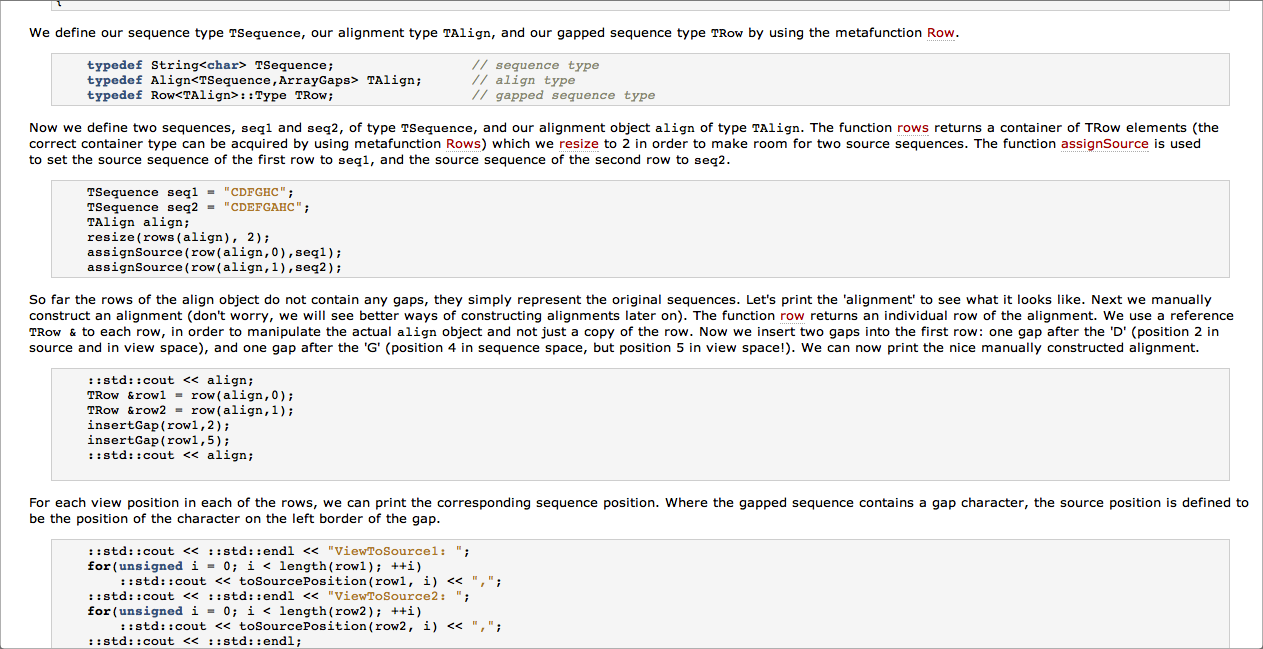 {
We define our sequence type TSequence, our alignment type TAlign, and our gapped sequence type TRow by using the metafunction Row.
typedef String<char> TSequence; // sequence type
typedef Align<TSequence,ArrayGaps> TAlign; // align type
typedef Row<TAlign>::Type TRow; // gapped sequence type
Now we define two sequences, seq1 and seq2, of type TSequence, and our alignment object align of type TAlign. The function rows returns a container of TRow elements (the
correct container type can be acquired by using metafunction Rows) which we resize to 2 in order to make room for two source sequences. The function assignSource is used
to set the source sequence of the first row to seq1, and the source sequence of the second row to seq2.
TSequence seq1 = "CDFGHC";
TSequence seq2 = "CDEFGAHC";
TAlign align;
resize(rows(align), 2);
assignSource(row(align,0),seq1);
assignSource(row(align,1),seq2);
So far the rows of the align object do not contain any gaps, they simply represent the original sequences. Let's print the 'alignment' to see what it looks like. Next we manually
construct an alignment (don't worry, we will see better ways of constructing alignments later on). The function row returns an individual row of the alignment. We use a reference
TRow & to each row, in order to manipulate the actual align object and not just a copy of the row. Now we insert two gaps into the first row: one gap after the 'D' (position 2 in
source and in view space), and one gap after the 'G' (position 4 in sequence space, but position 5 in view space!). We can now print the nice manually constructed alignment.
::std::cout << align;
TRow &row1 = row(align,0);
TRow &row2 = row(align,1);
insertGap(row1,2);
insertGap(row1,5);
::std::cout << align;
For each view position in each of the rows, we can print the corresponding sequence position. Where the gapped sequence contains a gap character, the source position is defined to
be the position of the character on the left border of the gap.
::std::cout << ::std::endl << "ViewToSource1: ";
for(unsigned i = 0; i < length(row1); ++i)
::std::cout << toSourcePosition(row1, i) << ",";
::std::cout << ::std::endl << "ViewToSource2: ";
for(unsigned i = 0; i < length(row2); ++i)
::std::cout << toSourcePosition(row2, i) << ",";
::std::cout << ::std::endl;